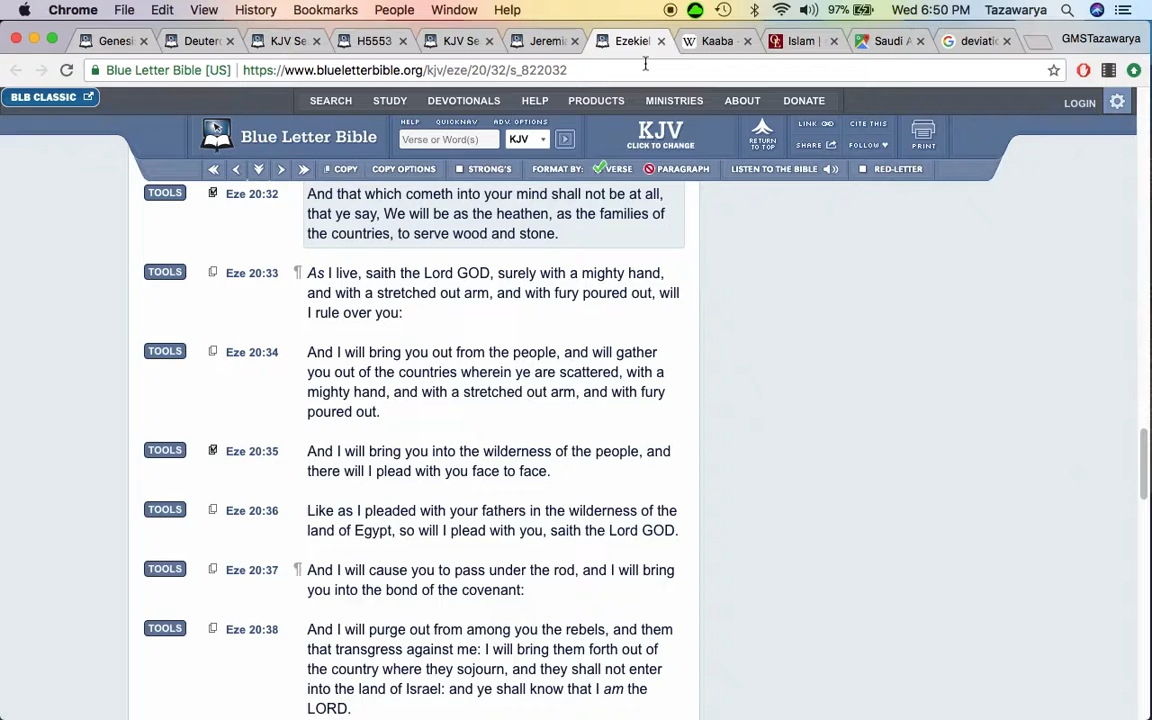 Chrome File Edit View History Bookmarks People Window Help 97% Wed 6:50 PM Tazawarya
Genesi Deutero KJV Se H5553 KJV Se Jeremi Ezekiel Kaaba - Islam | Saudi A deviatio GMSTazawarya
Blue Letter Bible [US] https://www.blueletterbible.org/kjv/eze/20/32/s_822032
BLB CLASSIC SEARCH STUDY DEVOTIONALS HELP PRODUCTS MINISTRIES ABOUT DONATE LOGIN
Blue Letter Bible HELP QUICKNAV ADV. OPTIONS Verse or Word(s) KJV KJV CLICK TO CHANGE RETURN TO TOP LINK CITE THIS SHARE FOLLOW PRINT
COPY COPY OPTIONS STRONG'S FORMAT BY: VERSE PARAGRAPH LISTEN TO THE BIBLE RED-LETTER
TOOLS Eze 20:32 And that which cometh into your mind shall not be at all,
that ye say, We will be as the heathen, as the families of
the countries, to serve wood and stone.
TOOLS Eze 20:33 ¶ As I live, saith the Lord GOD, surely with a mighty hand,
and with a stretched out arm, and with fury poured out, will
I rule over you:
TOOLS Eze 20:34 And I will bring you out from the people, and will gather
you out of the countries wherein ye are scattered, with a
mighty hand, and with a stretched out arm, and with fury
poured out.
TOOLS Eze 20:35 And I will bring you into the wilderness of the people, and
there will I plead with you face to face.
TOOLS Eze 20:36 Like as I pleaded with your fathers in the wilderness of the
land of Egypt, so will I plead with you, saith the Lord GOD.
TOOLS Eze 20:37 ¶ And I will cause you to pass under the rod, and I will bring
you into the bond of the covenant:
TOOLS Eze 20:38 And I will purge out from among you the rebels, and them
that transgress against me: I will bring them forth out of
the country where they sojourn, and they shall not enter
into the land of Israel: and ye shall know that I am the
LORD.